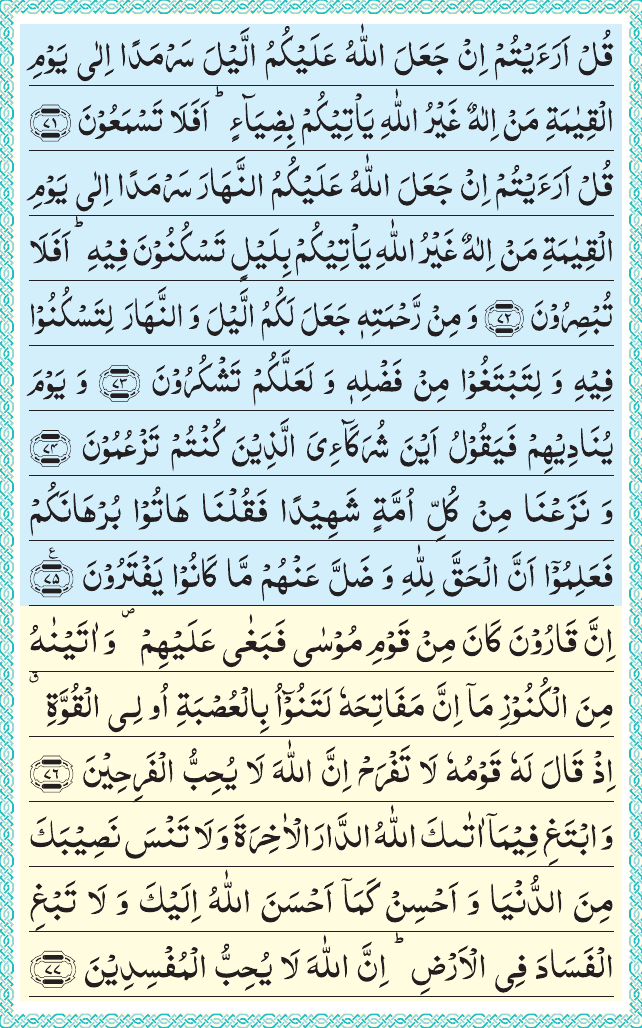 قُلۡ اَرَءَيۡتُمۡ اِنۡ جَعَلَ اللّٰهُ عَلَيۡكُمُ الَّيۡلَ سَرۡمَدًا اِلٰى يَوۡمِ
الۡقِيٰمَةِ مَنۡ اِلٰهٌ غَيۡرُ اللّٰهِ يَاۡتِيۡكُمۡ بِضِيَآءٍ‌ ؕ اَفَلَا تَسۡمَعُوۡنَ ﴿۷۱﴾
قُلۡ اَرَءَيۡتُمۡ اِنۡ جَعَلَ اللّٰهُ عَلَيۡكُمُ النَّهَارَ سَرۡمَدًا اِلٰى يَوۡمِ
الۡقِيٰمَةِ مَنۡ اِلٰهٌ غَيۡرُ اللّٰهِ يَاۡتِيۡكُمۡ بِلَيۡلٍ تَسۡكُنُوۡنَ فِيۡهِ‌ ؕ اَفَلَا
تُبۡصِرُوۡنَ ﴿۷۲﴾ وَ مِنۡ رَّحۡمَتِهٖ جَعَلَ لَكُمُ الَّيۡلَ وَ النَّهَارَ لِتَسۡكُنُوۡا
فِيۡهِ وَ لِتَبۡتَغُوۡا مِنۡ فَضۡلِهٖ وَ لَعَلَّكُمۡ تَشۡكُرُوۡنَ ﴿۷۳﴾ وَ يَوۡمَ
يُنَادِيۡهِمۡ فَيَقُوۡلُ اَيۡنَ شُرَكَآءِىَ الَّذِيۡنَ كُنۡتُمۡ تَزۡعُمُوۡنَ ﴿۷۴﴾
وَ نَزَعۡنَا مِنۡ كُلِّ اُمَّةٍ شَهِيۡدًا فَقُلۡنَا هَاتُوۡا بُرۡهَانَكُمۡ
فَعَلِمُوۡۤا اَنَّ الۡحَقَّ لِلّٰهِ وَ ضَلَّ عَنۡهُمۡ مَّا كَانُوۡا يَفۡتَرُوۡنَ ﴿۷۵﴾ ع
اِنَّ قَارُوۡنَ كَانَ مِنۡ قَوۡمِ مُوۡسٰى فَبَغٰى عَلَيۡهِمۡ‌ ۖ وَاٰتَيۡنٰهُ
مِنَ الۡكُنُوۡزِ مَاۤ اِنَّ مَفَاتِحَهٗ لَتَنُوۡٓاُ بِالۡعُصۡبَةِ اُولِى الۡقُوَّةِ ق
اِذۡ قَالَ لَهٗ قَوۡمُهٗ لَا تَفۡرَحۡ‌ اِنَّ اللّٰهَ لَا يُحِبُّ الۡفَرِحِيۡنَ ﴿۷۶﴾
وَابۡتَغِ فِيۡمَاۤ اٰتٰٮكَ اللّٰهُ الدَّارَ الۡاٰخِرَةَ‌ وَلَا تَنۡسَ نَصِيۡبَكَ
مِنَ الدُّنۡيَا‌ وَ اَحۡسِنۡ كَمَاۤ اَحۡسَنَ اللّٰهُ اِلَيۡكَ‌ وَ لَا تَبۡغِ
الۡفَسَادَ فِى الۡاَرۡضِ‌ ؕ اِنَّ اللّٰهَ لَا يُحِبُّ الۡمُفۡسِدِيۡنَ ﴿۷۷﴾